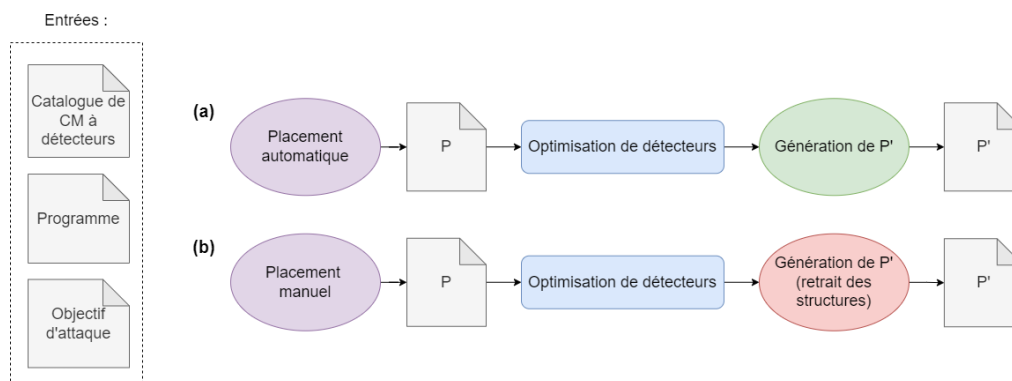 Entrées :
Catalogue de
CM à
détecteurs
Programme
Objectif
d'attaque
(a)
Placement
automatique
P
Optimisation de détecteurs
Génération de P'
P'
(b)
Placement
manuel
P
Optimisation de détecteurs
Génération de P'
(retrait des
structures)
P'